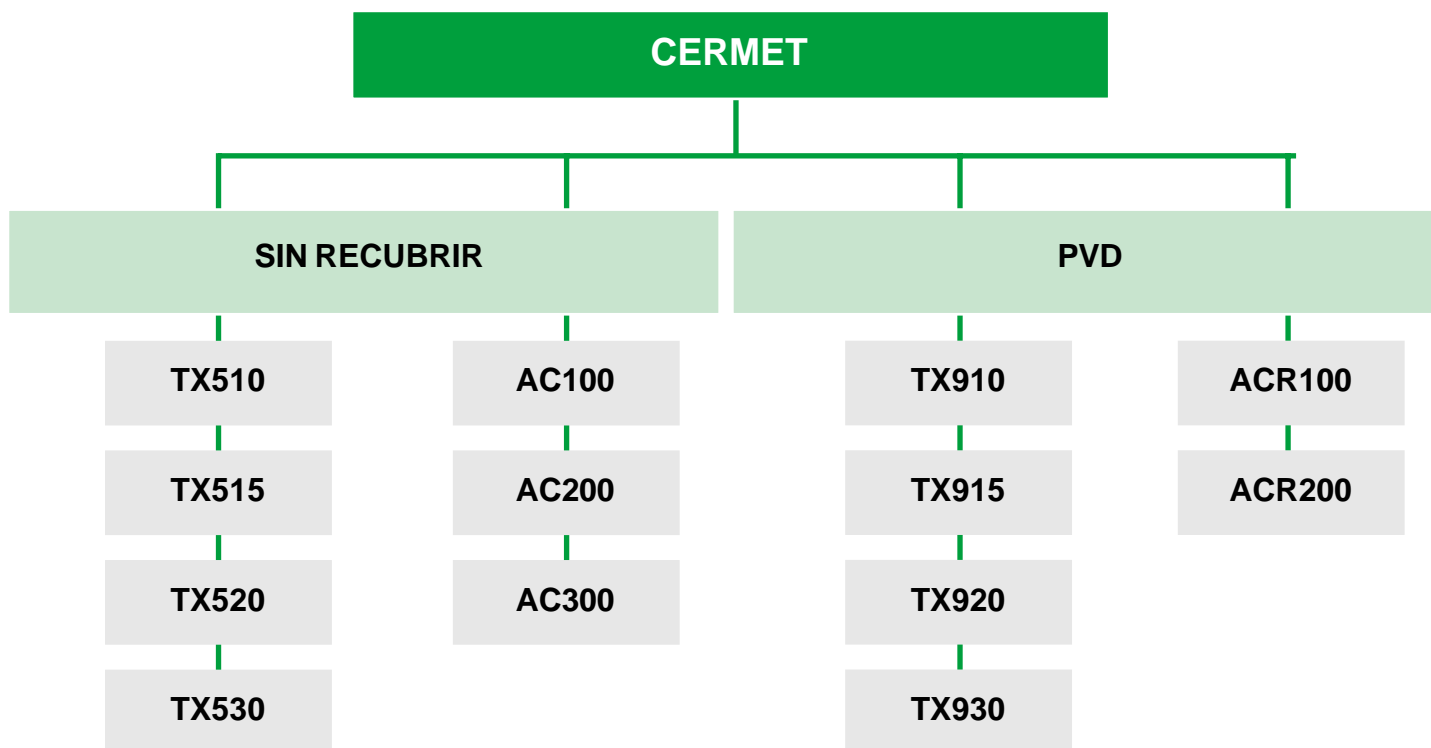 CERMET
SIN RECUBRIR
PVD
TX510
AC100
TX910
ACR100
TX515
AC200
TX915
ACR200
TX520
AC300
TX920
TX530
TX930